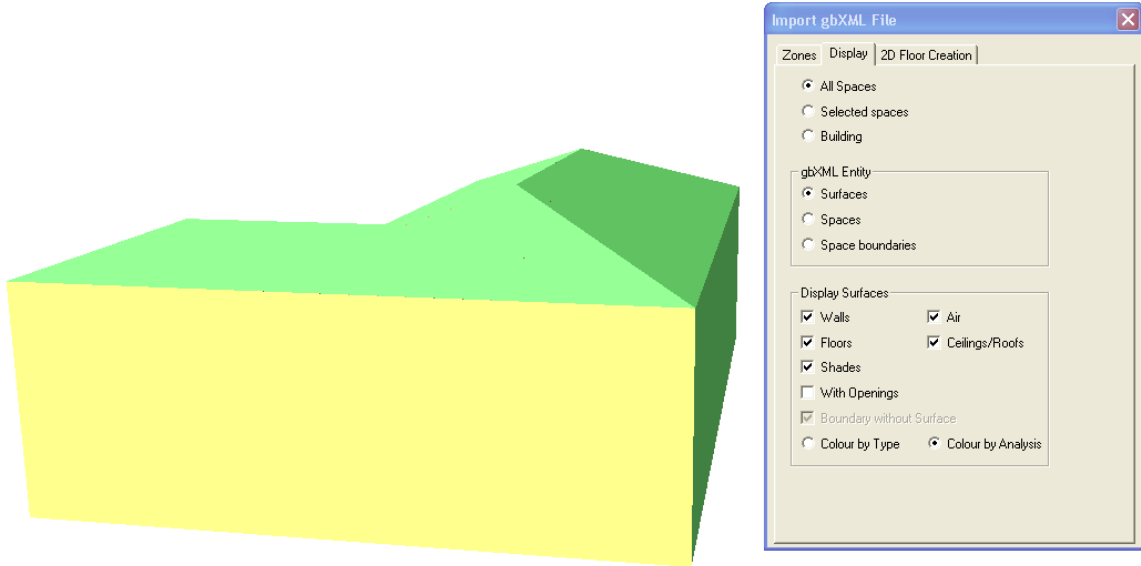 Import gbXML File
Zones Display 2D Floor Creation
All Spaces
Selected spaces
Building
gbXML Entity
Surfaces
Spaces
Space boundaries
Display Surfaces
Walls Air
Floors Ceilings/Roofs
Shades
With Openings
Boundary without Surface
Colour by Type Colour by Analysis